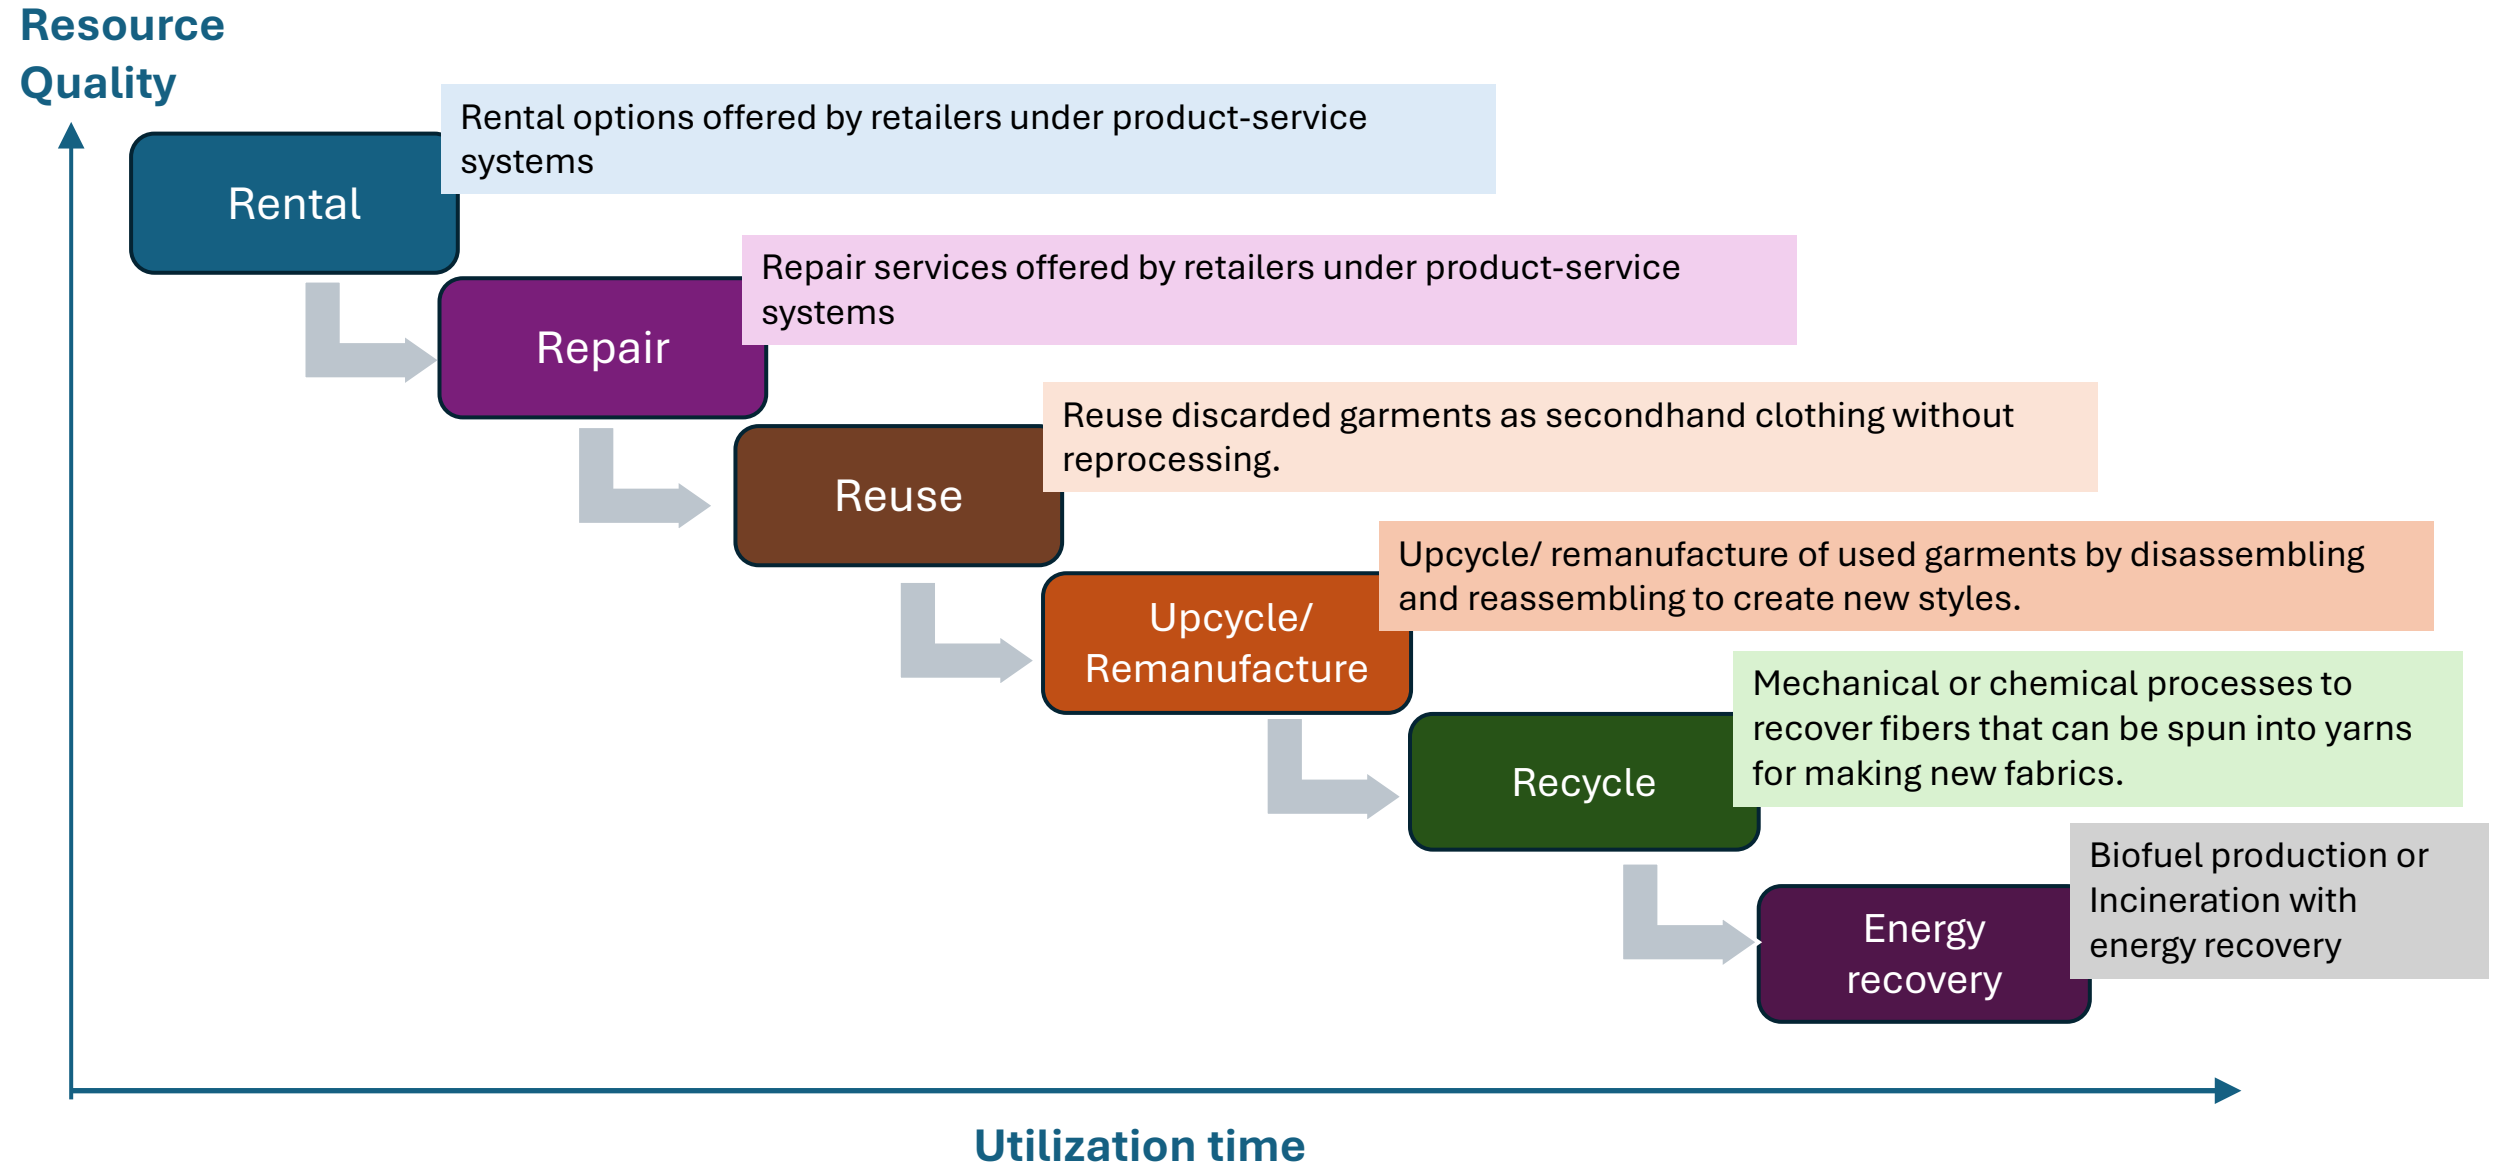 Resource
Quality
Rental options offered by retailers under product-service
systems
Rental
Repair services offered by retailers under product-service
systems
Repair
Reuse discarded garments as secondhand clothing without
reprocessing.
Reuse
Upcycle/ remanufacture of used garments by disassembling
and reassembling to create new styles.
Upcycle/
Remanufacture
Mechanical or chemical processes to
recover fibers that can be spun into yarns
for making new fabrics.
Recycle
Biofuel production or
Incineration with
energy recovery
Energy
recovery
Utilization time